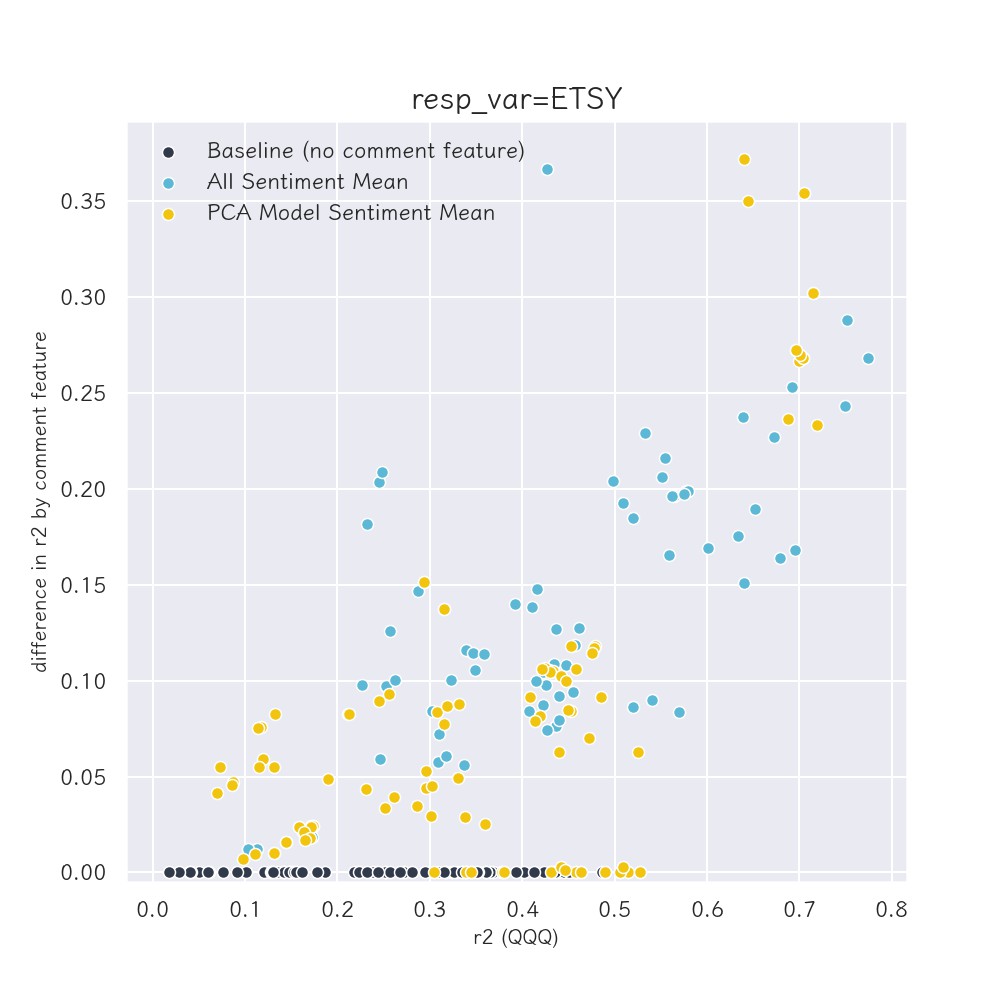 resp_var=ETSY
Baseline (no comment feature)
All Sentiment Mean
PCA Model Sentiment Mean
difference in r2 by comment feature
0.35
0.30
0.25
0.20
0.15
0.10
0.05
0.00
0.0 0.1 0.2 0.3 0.4 0.5 0.6 0.7 0.8
r2 (QQQ)